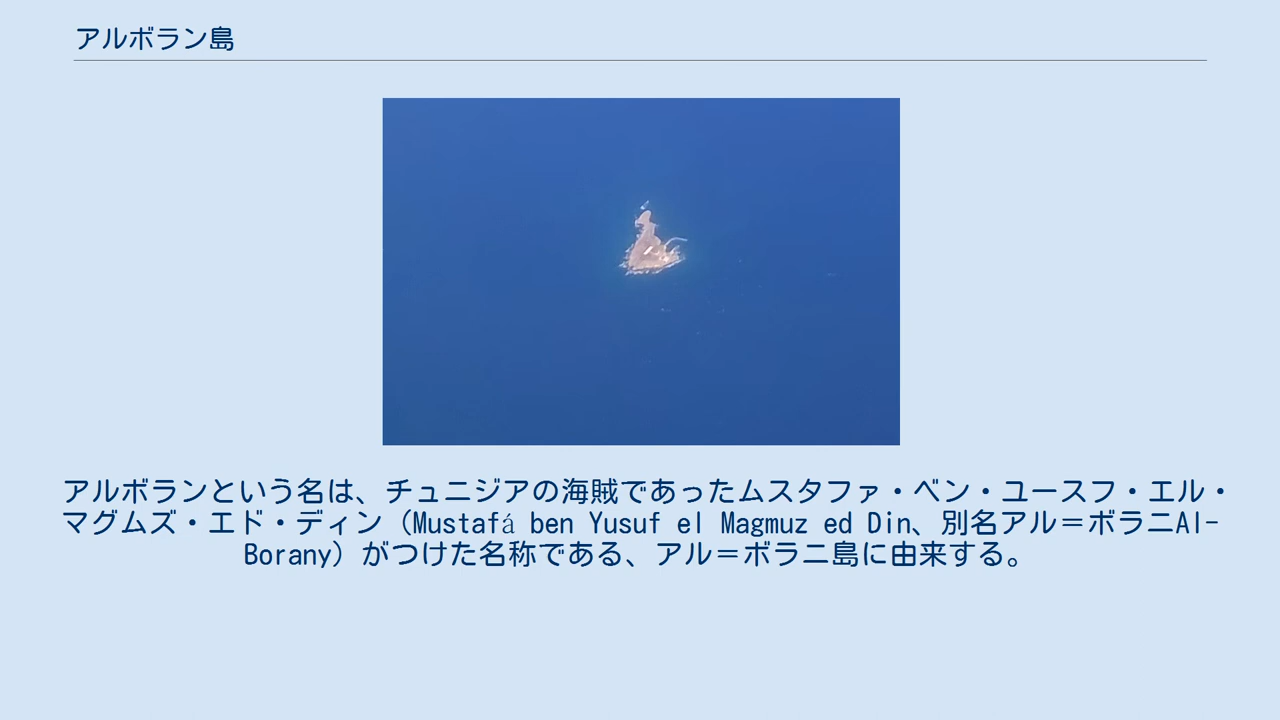 アルボラン島
アルボランという名は、チュニジアの海賊であったムスタファ・ベン・ユースフ・エル・
マグムズ・エド・ディン（Mustafá ben Yusuf el Magmuz ed Din、別名アル＝ボラニAl-
Borany）がつけた名称である、アル＝ボラニ島に由来する。